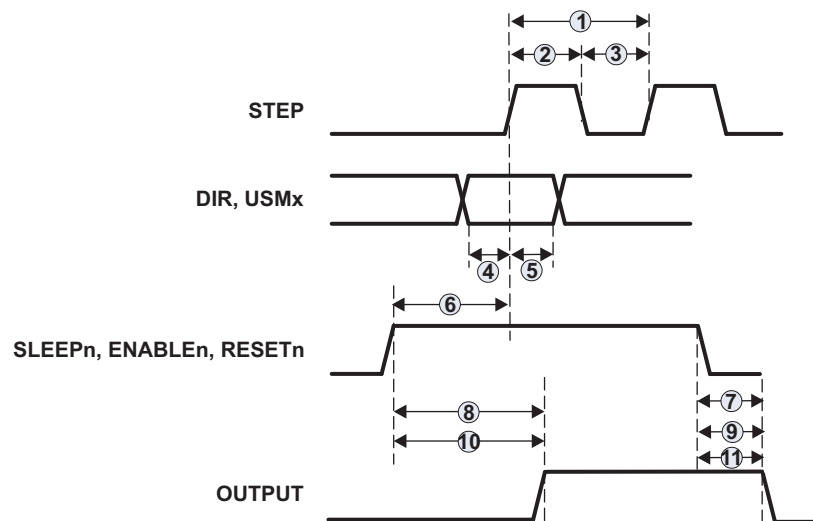 1
2 3
STEP
DIR, USMx
4 5
6
SLEEPn, ENABLEn, RESETn
7
8
9
10
11
OUTPUT